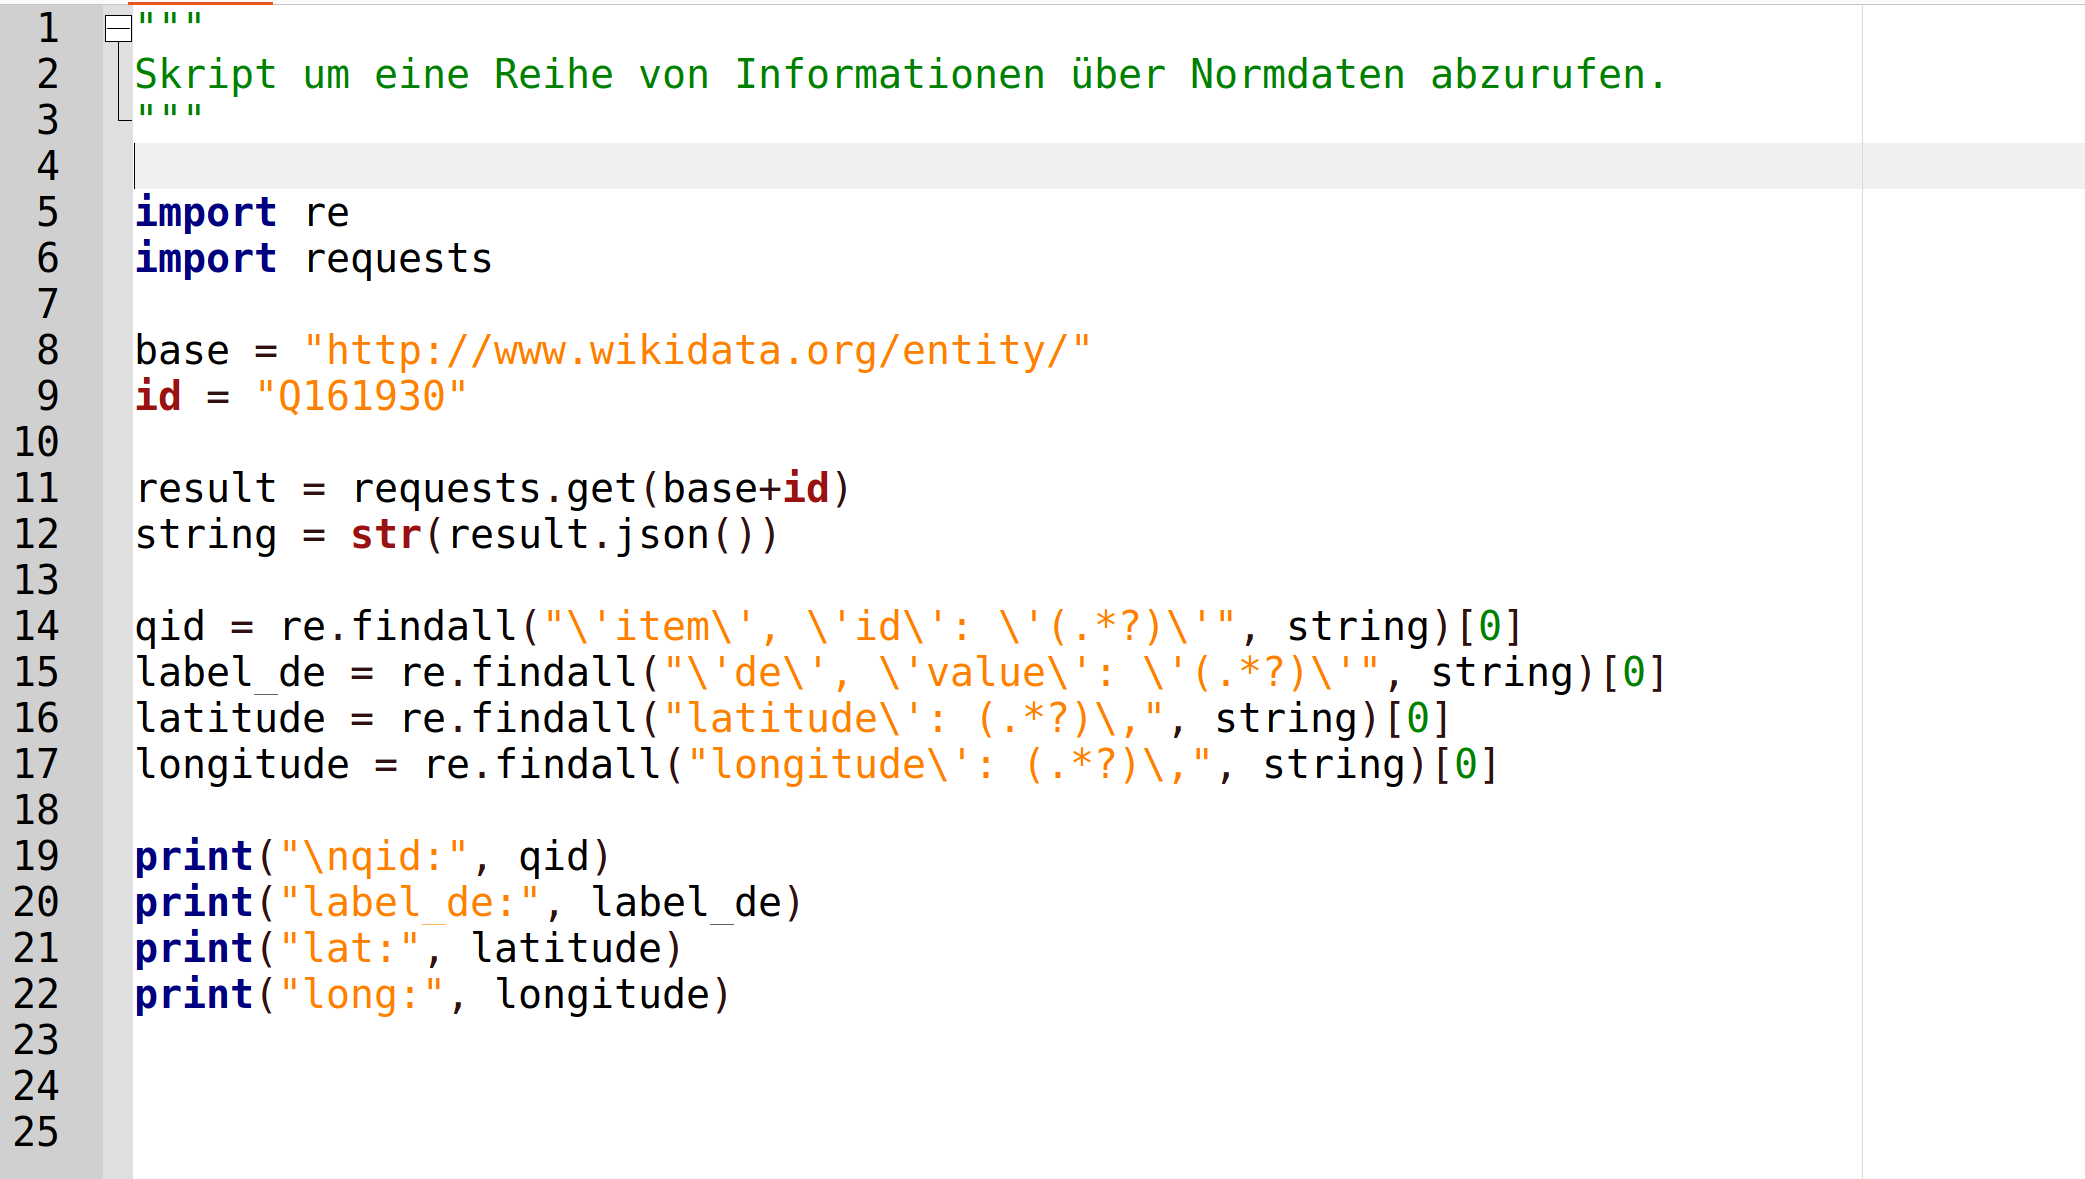 1 """
2 Skript um eine Reihe von Informationen über Normdaten abzurufen.
3 """
4
5 import re
6 import requests
7
8 base = "http://www.wikidata.org/entity/"
9 id = "Q161930"
10
11 result = requests.get(base+id)
12 string = str(result.json())
13
14 qid = re.findall("\'item\', \'id\': \'(.*?)\'", string)[0]
15 label_de = re.findall("\'de\', \'value\': \'(.*?)\'", string)[0]
16 latitude = re.findall("latitude\': (.*?)\,", string)[0]
17 longitude = re.findall("longitude\': (.*?)\,", string)[0]
18
19 print("\nqid:", qid)
20 print("label_de:", label_de)
21 print("lat:", latitude)
22 print("long:", longitude)
23
24
25